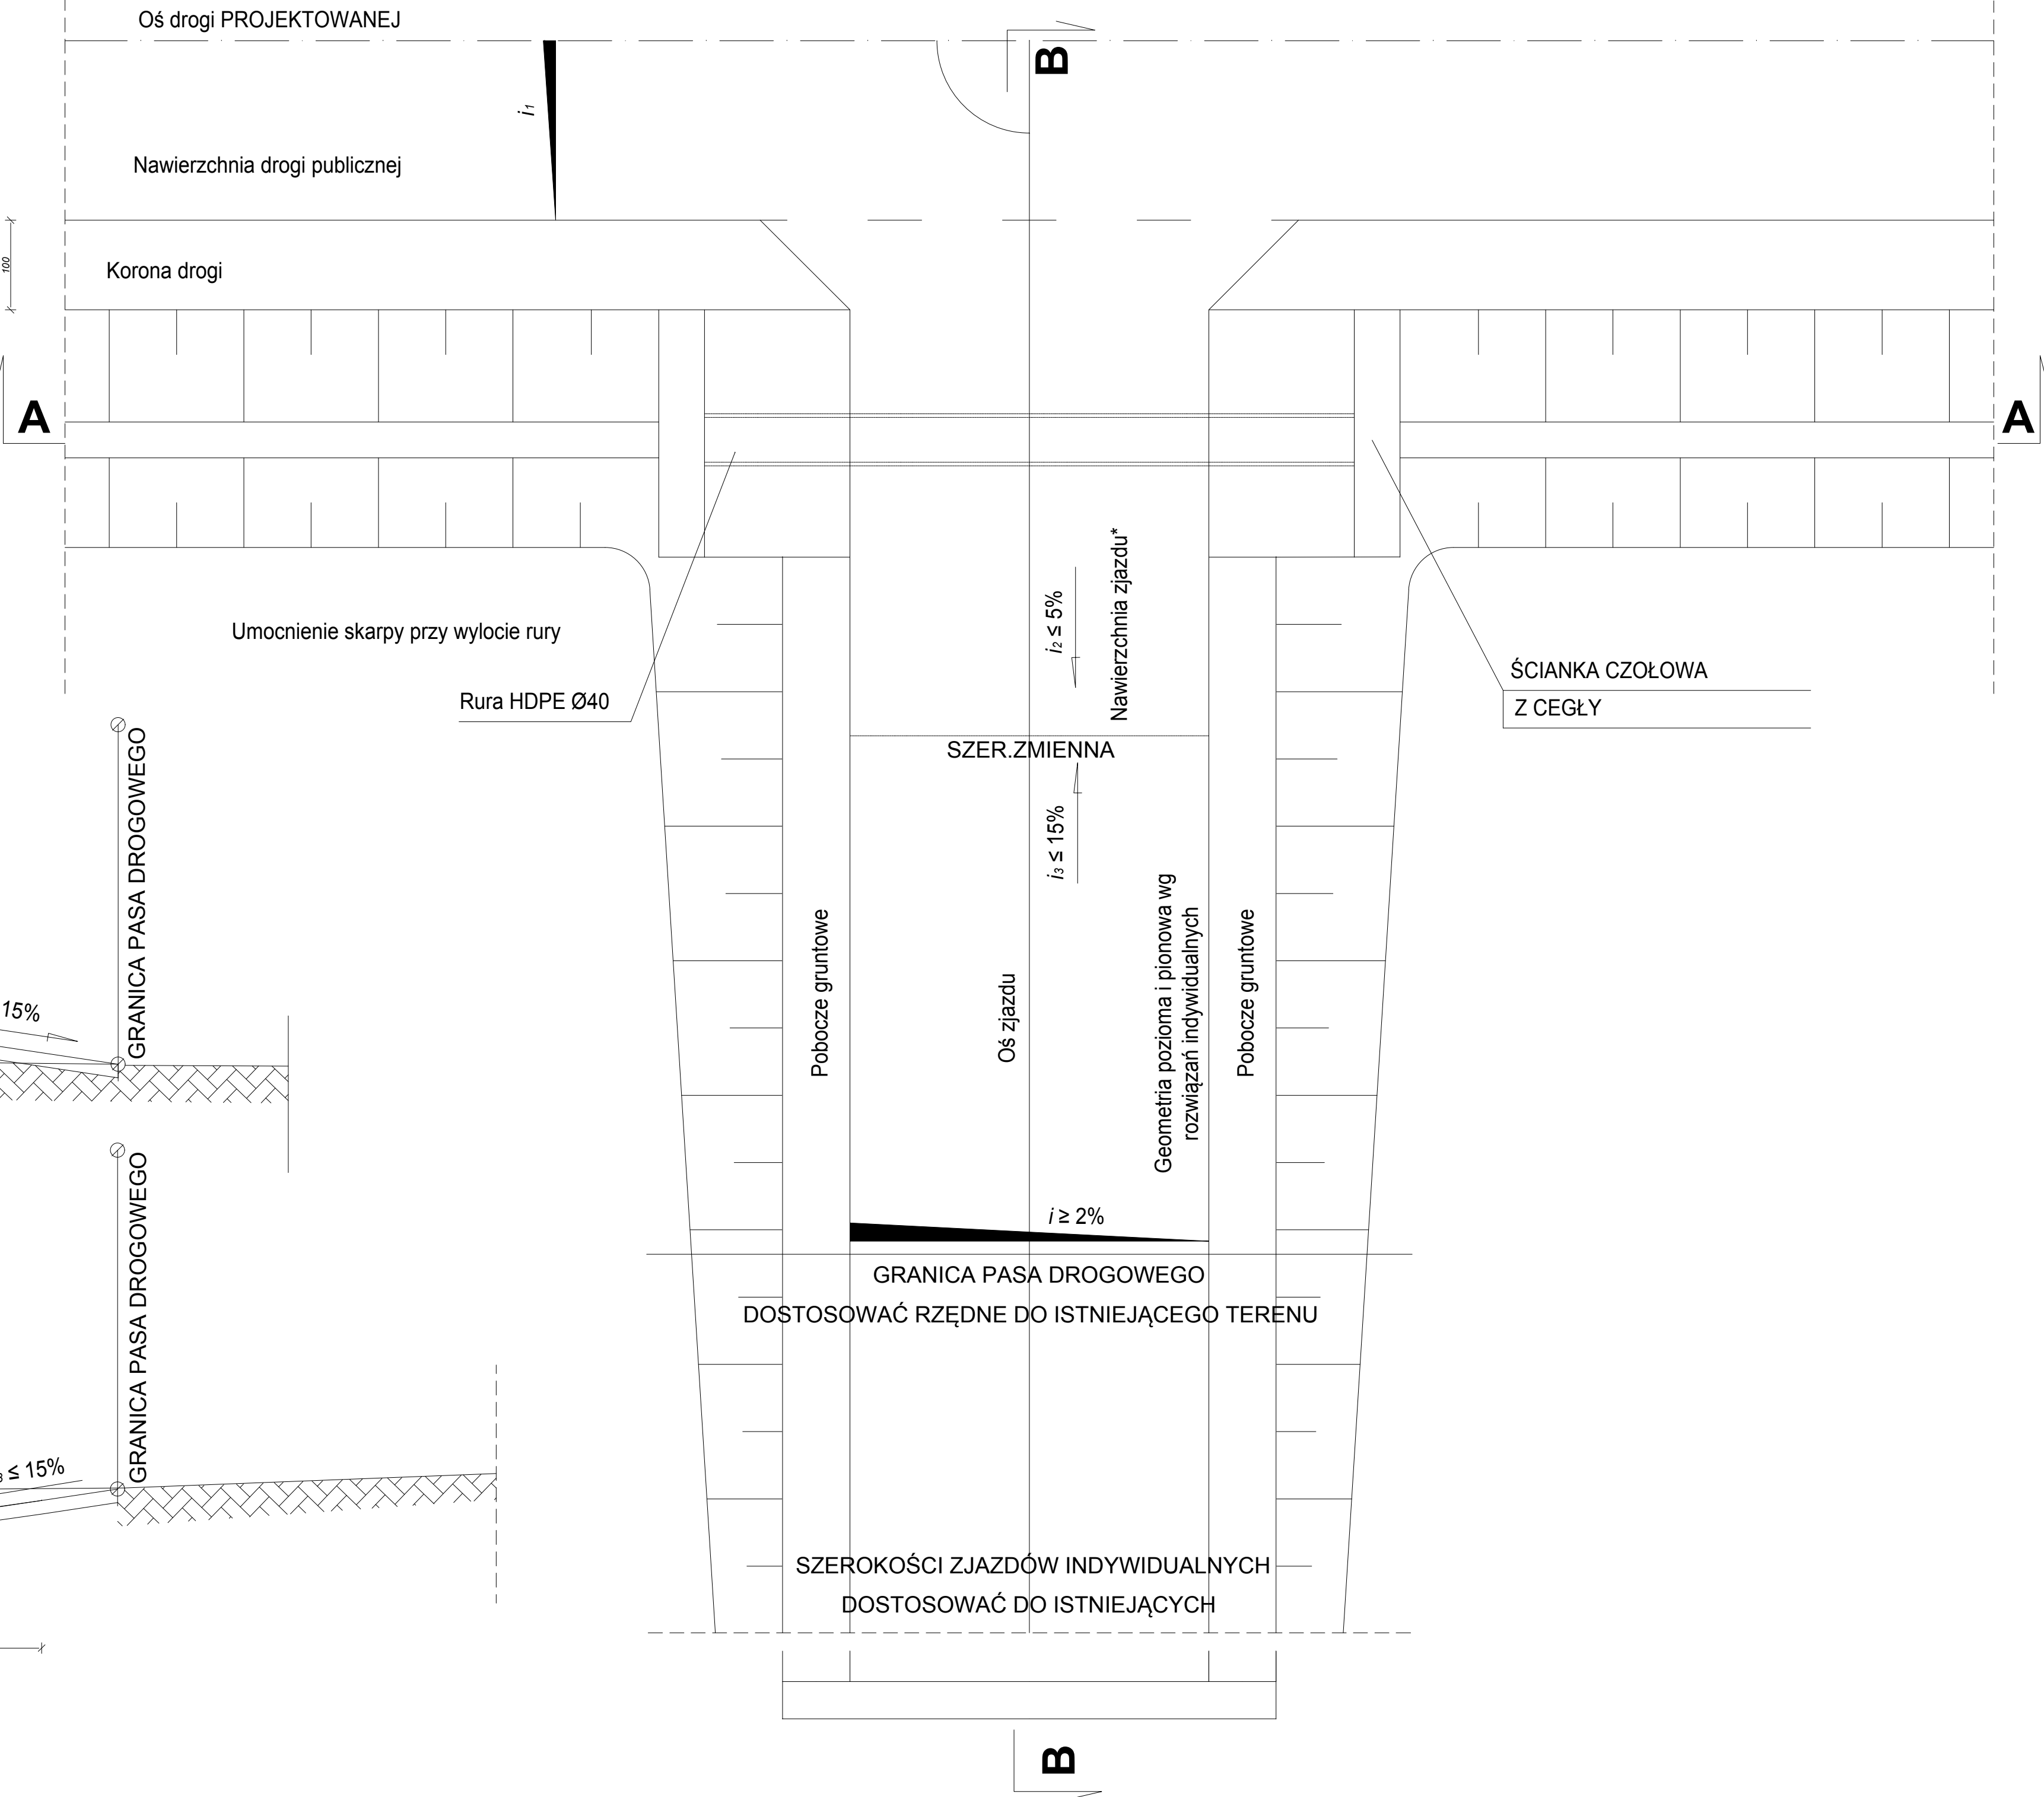 Oś drogi PROJEKTOWANEJ
B
i1
Nawierzchnia drogi publicznej
100
Korona drogi
A
A
Nawierzchnia zjazdu*
i2 ≤ 5%
Umocnienie skarpy przy wylocie rury
Rura HDPE Ø40
ŚCIANKA CZOŁOWA
Z CEGŁY
SZER.ZMIENNA
i3 ≤ 15%
GRANICA PASA DROGOWEGO
15%
Pobocze gruntowe
Oś zjazdu
Geometria pozioma i pionowa wg
rozwiązań indywidualnych
Pobocze gruntowe
i ≥ 2%
GRANICA PASA DROGOWEGO
DOSTOSOWAĆ RZĘDNE DO ISTNIEJĄCEGO TERENU
GRANICA PASA DROGOWEGO
3 ≤ 15%
SZEROKOŚCI ZJAZDÓW INDYWIDUALNYCH
DOSTOSOWAĆ DO ISTNIEJĄCYCH
B